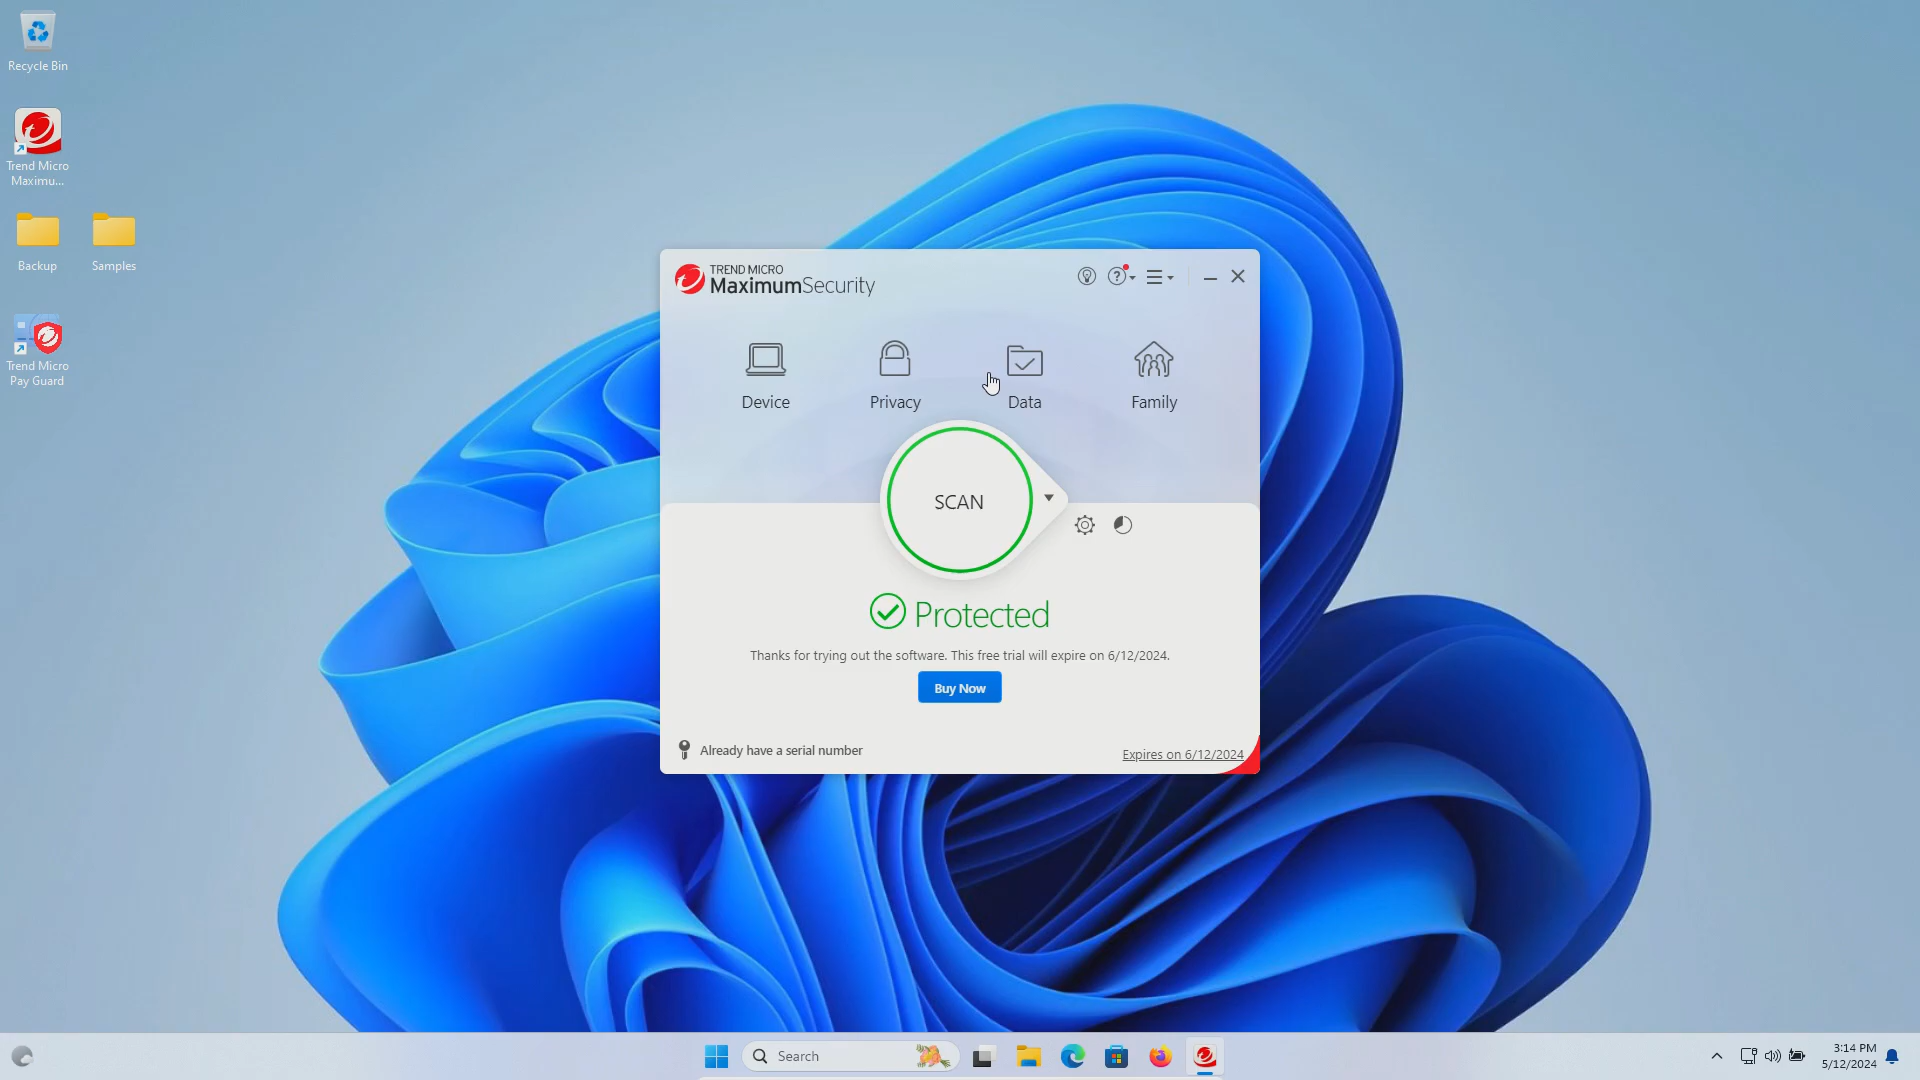 Recycle Bin
Trend Micro
Maximu...
Backup
Samples
Trend Micro
Pay Guard
TREND MICRO
MaximumSecurity
?
Device
Privacy
Data
Family
SCAN
Protected
Thanks for trying out the software. This free trial will expire on 6/12/2024.
Buy Now
Already have a serial number
Expires on 6/12/2024
Search
3:14 PM
5/12/2024